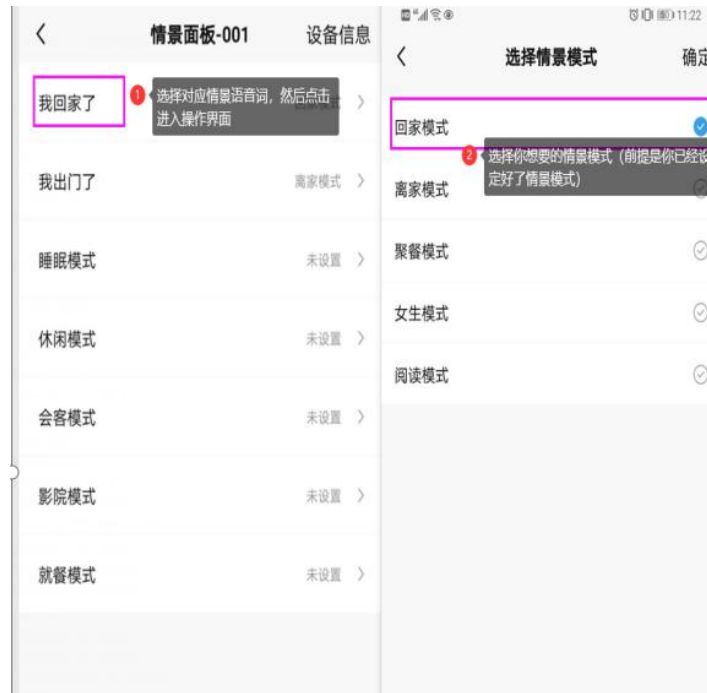 情景面板-001
设备信息
我回家了
1
选择对应情景语音词，然后点击
进入操作界面
我出门了
离家模式
睡眠模式
未设置
休闲模式
未设置
会客模式
未设置
影院模式
未设置
就餐模式
未设置
11:22
选择情景模式
确定
回家模式
2
选择你想要的情景模式（前提是你已经设
定好了情景模式）
离家模式
聚餐模式
女生模式
阅读模式